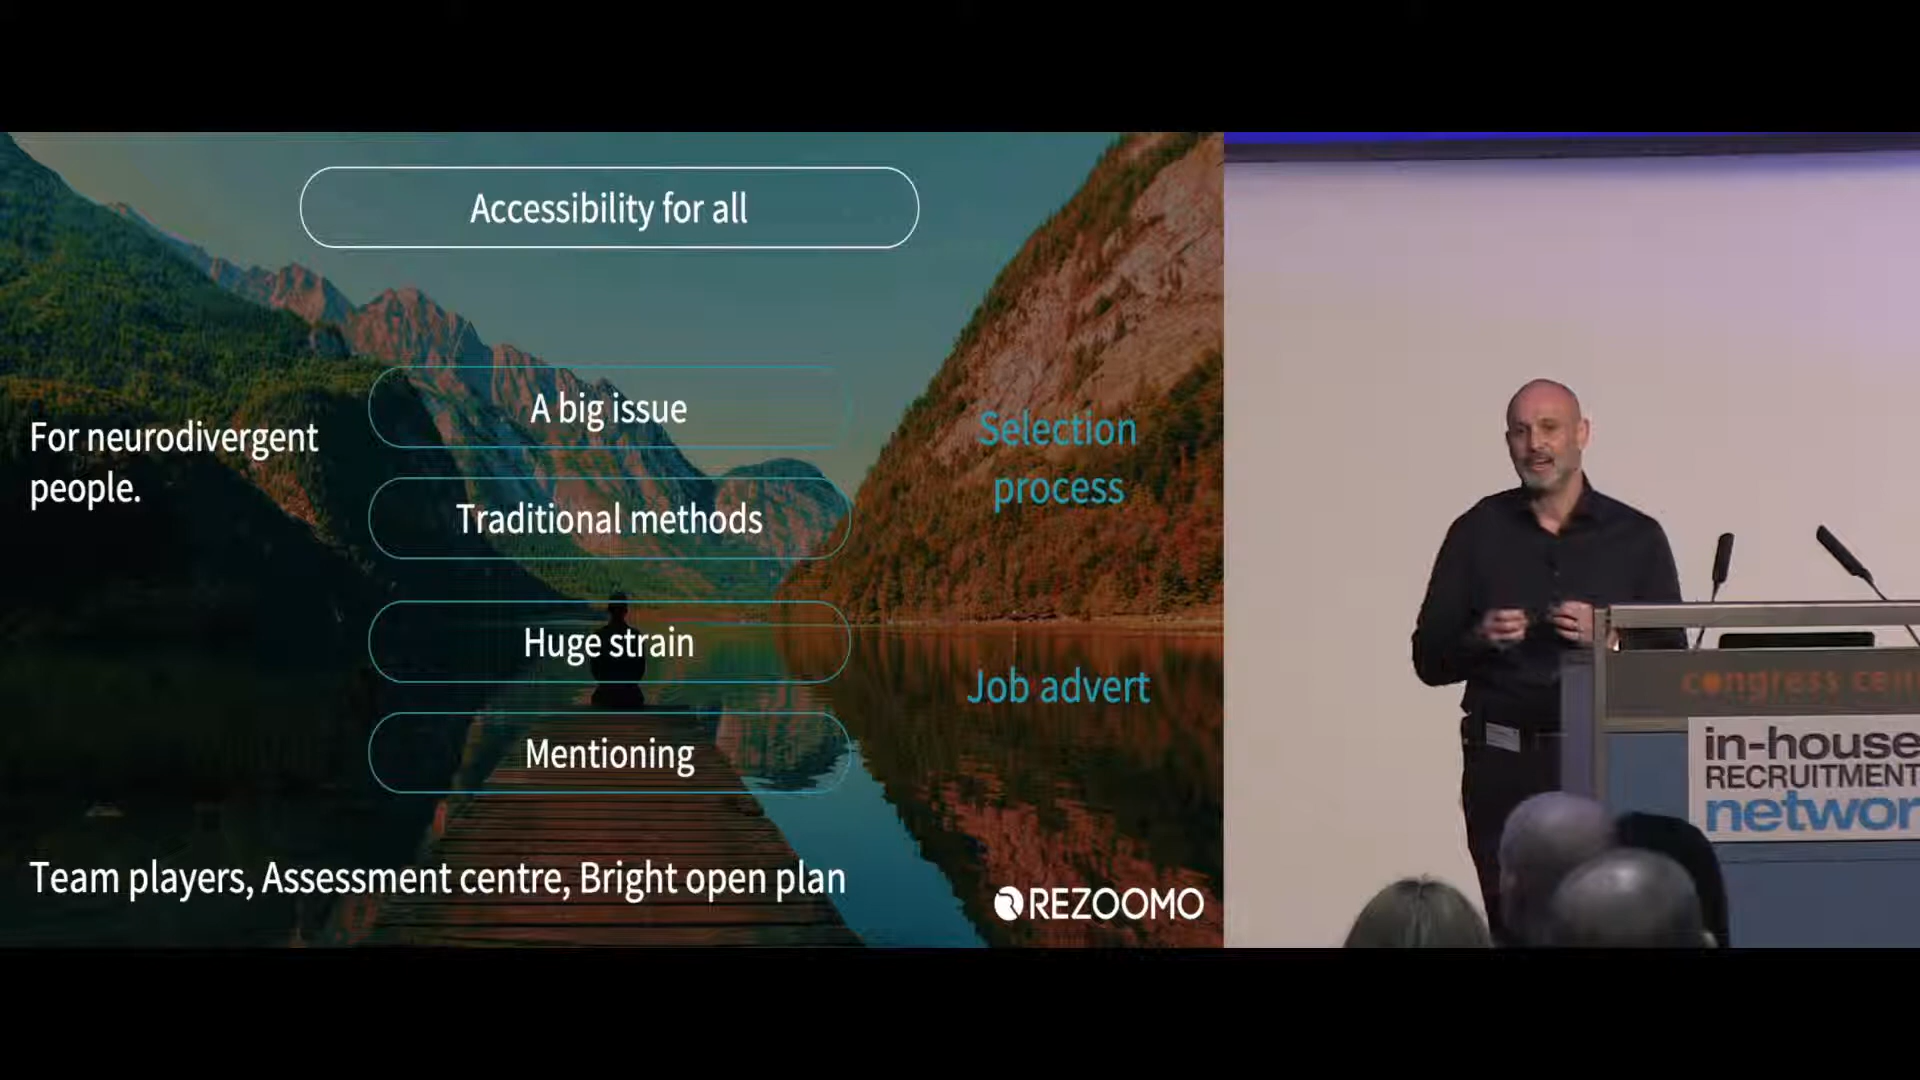 Accessibility for all
For neurodivergent
people.
A big issue
Traditional methods
Selection
process
Huge strain
Mentioning
Job advert
Team players, Assessment centre, Bright open plan
REZOOMO
congress
in-house
RECRUITMENT
networ